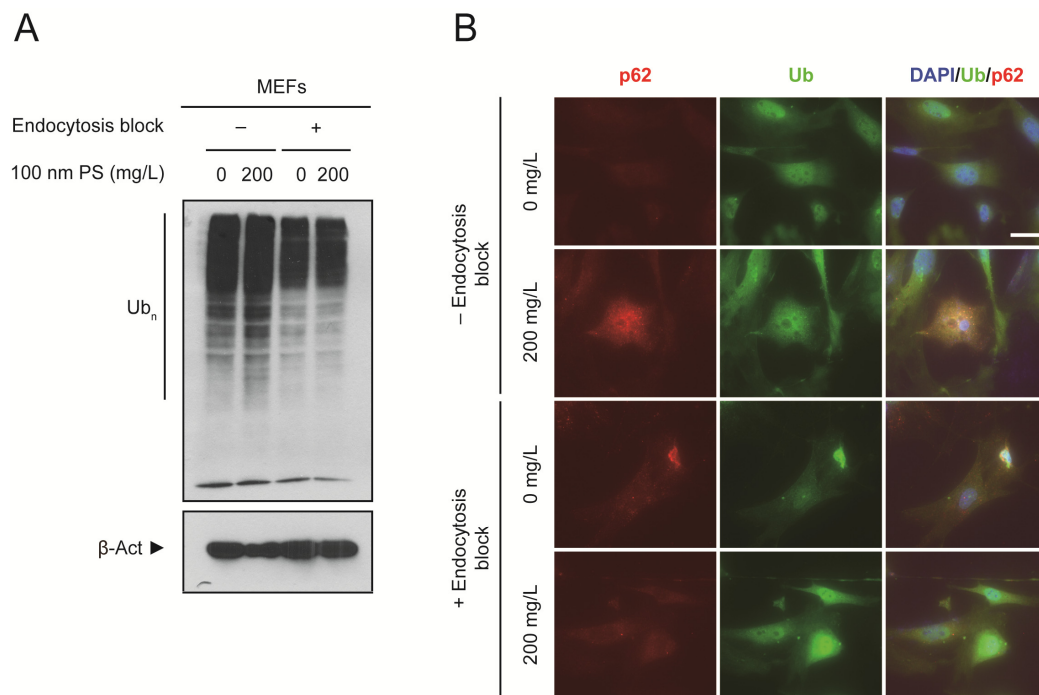 A
MEFs
Endocytosis block
– +
100 nm PS (mg/L)
0 200 0 200
Ubn
β-Act
B
p62 Ub DAPI/Ub/p62
– Endocytosis
block
0 mg/L
200 mg/L
+ Endocytosis
block
0 mg/L
200 mg/L